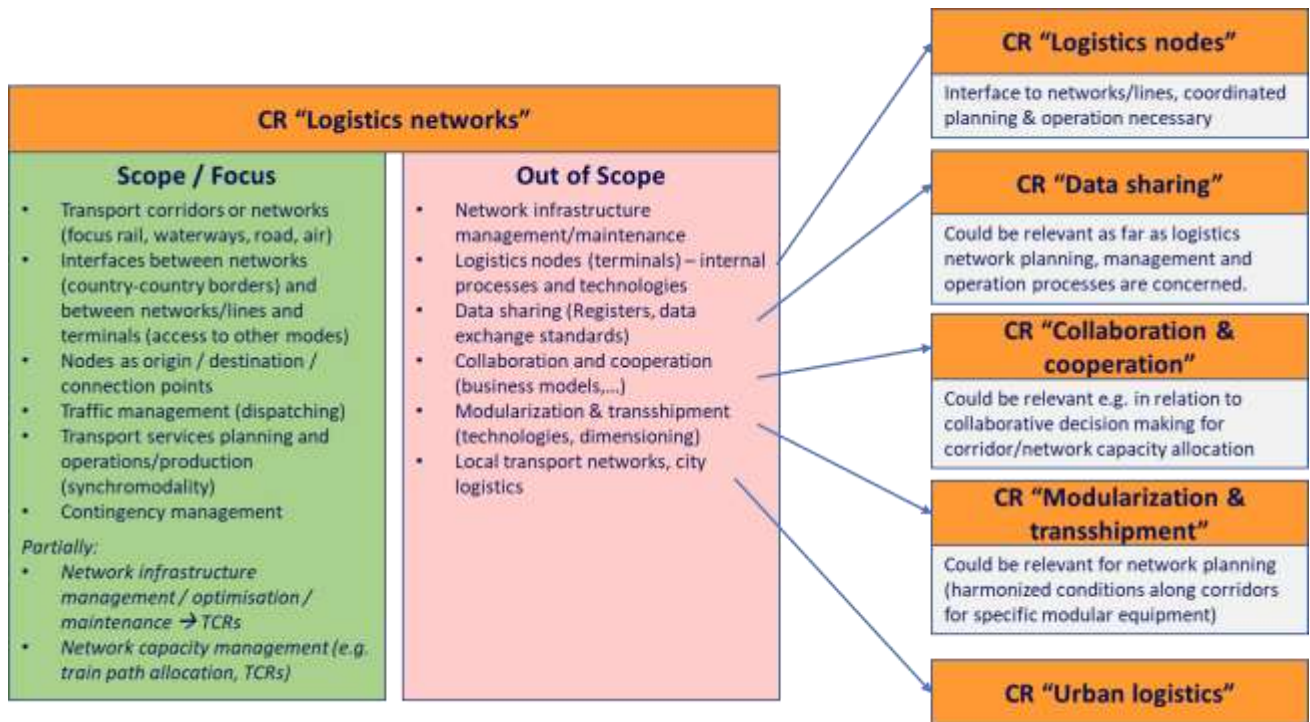 CR “Logistics networks”
Scope / Focus
• Transport corridors or networks
(focus rail, waterways, road, air)
• Interfaces between networks
(country-country borders) and
between networks/lines and
terminals (access to other modes)
• Nodes as origin / destination /
connection points
• Traffic management (dispatching)
• Transport services planning and
operations/production
(synchromodality)
• Contingency management
Partially:
• Network infrastructure
management / optimisation /
maintenance → TCRs
• Network capacity management (e.g.
train path allocation, TCRs)
Out of Scope
• Network infrastructure
management/maintenance
• Logistics nodes (terminals) – internal
processes and technologies
• Data sharing (Registers, data
exchange standards)
• Collaboration and cooperation
(business models,...)
• Modularization & transshipment
(technologies, dimensioning)
• Local transport networks, city
logistics
CR “Logistics nodes”
Interface to networks/lines, coordinated
planning & operation necessary
CR “Data sharing”
Could be relevant as far as logistics
network planning, management and
operation processes are concerned.
CR “Collaboration &
cooperation”
Could be relevant e.g. in relation to
collaborative decision making for
corridor/network capacity allocation
CR “Modularization &
transshipment”
Could be relevant for network planning
(harmonized conditions along corridors
for specific modular equipment)
CR “Urban logistics”